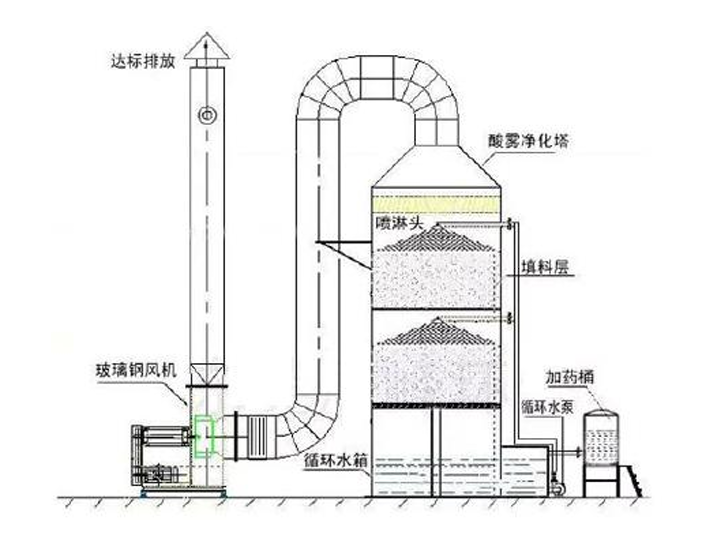 达标排放
酸雾净化塔
喷淋头
填料层
玻璃钢风机
加药桶
循环水泵
循环水箱